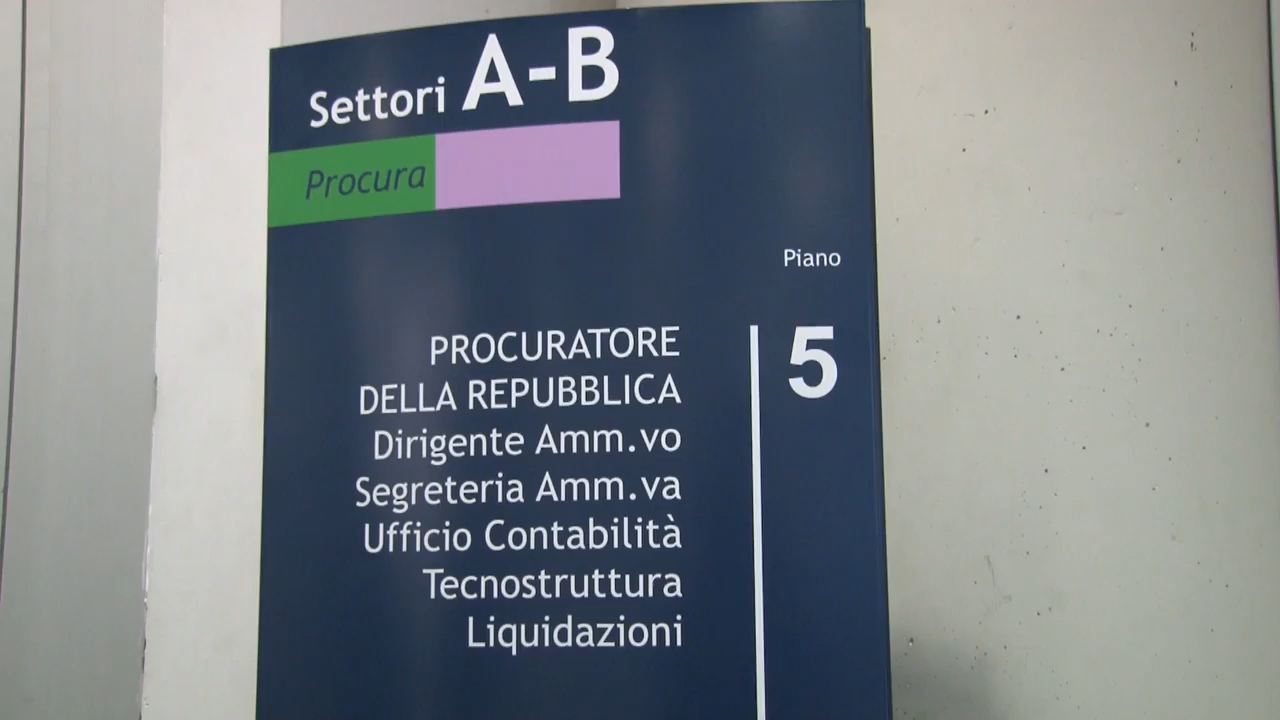 Settori A-B
Procura
Piano
PROCURATORE 5
DELLA REPUBBLICA
Dirigente Amm.vo
Segreteria Amm.va
Ufficio Contabilità
Tecnostruttura
Liquidazioni